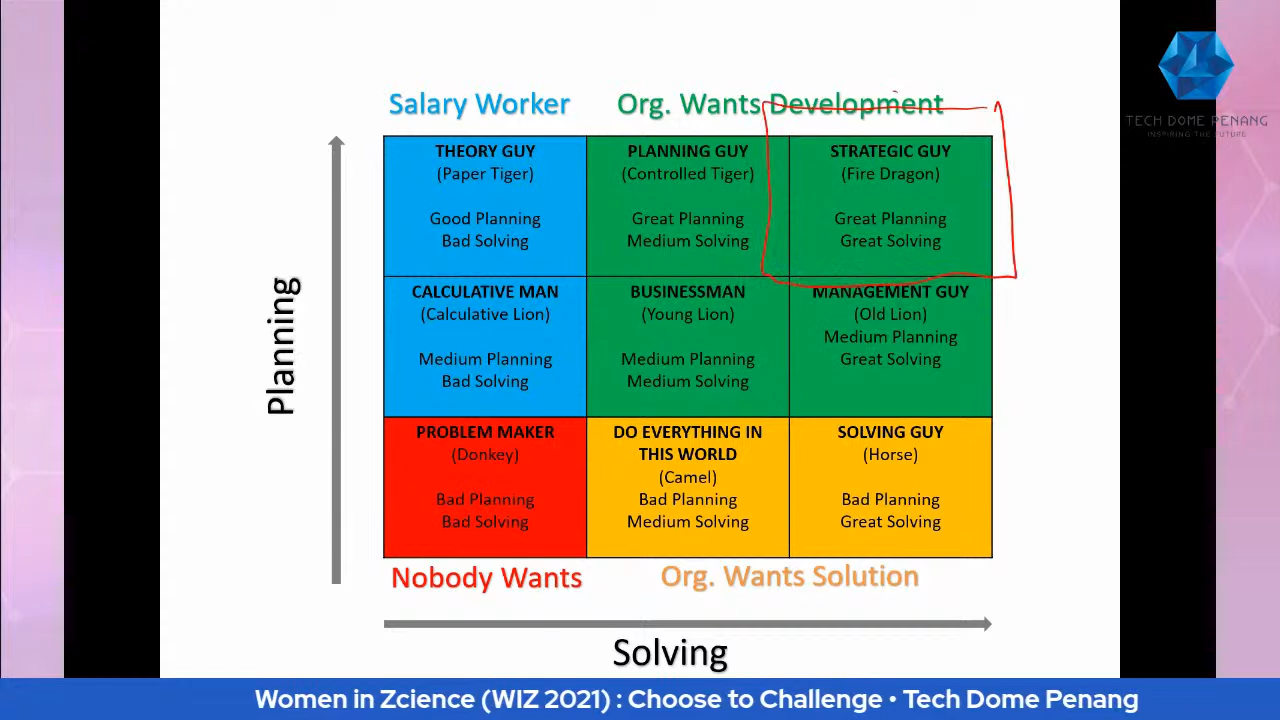 Salary Worker
Org. Wants Development
TECH DOME PENANG
INSPIRING THE FUTURE
THEORY GUY
(Paper Tiger)
Good Planning
Bad Solving
PLANNING GUY
(Controlled Tiger)
Great Planning
Medium Solving
STRATEGIC GUY
(Fire Dragon)
Great Planning
Great Solving
Planning
CALCULATIVE MAN
(Calculative Lion)
Medium Planning
Bad Solving
BUSINESSMAN
(Young Lion)
Medium Planning
Medium Solving
MANAGEMENT GUY
(Old Lion)
Medium Planning
Great Solving
PROBLEM MAKER
(Donkey)
Bad Planning
Bad Solving
DO EVERYTHING IN
THIS WORLD
(Camel)
Bad Planning
Medium Solving
SOLVING GUY
(Horse)
Bad Planning
Great Solving
Nobody Wants
Org. Wants Solution
Solving
Women in Zcience (WIZ 2021) : Choose to Challenge • Tech Dome Penang